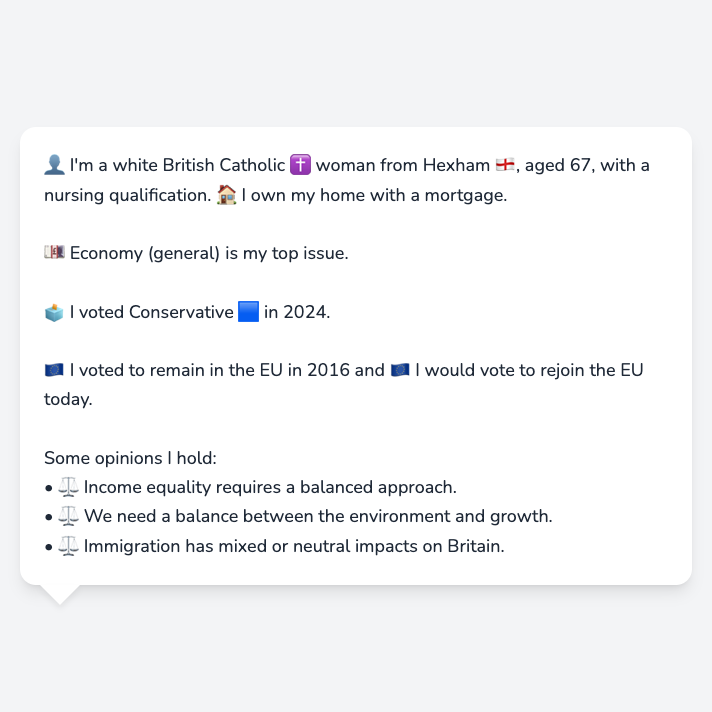 👤 I'm a white British Catholic ✝️ woman from Hexham 🏴󠁧󠁢󠁥󠁮󠁧󠁿, aged 67, with a
nursing qualification. 🏠 I own my home with a mortgage.
💷 Economy (general) is my top issue.
🗳️ I voted Conservative 🟦 in 2024.
🇪🇺 I voted to remain in the EU in 2016 and 🇪🇺 I would vote to rejoin the EU
today.
Some opinions I hold:
• ⚖️ Income equality requires a balanced approach.
• ⚖️ We need a balance between the environment and growth.
• ⚖️ Immigration has mixed or neutral impacts on Britain.